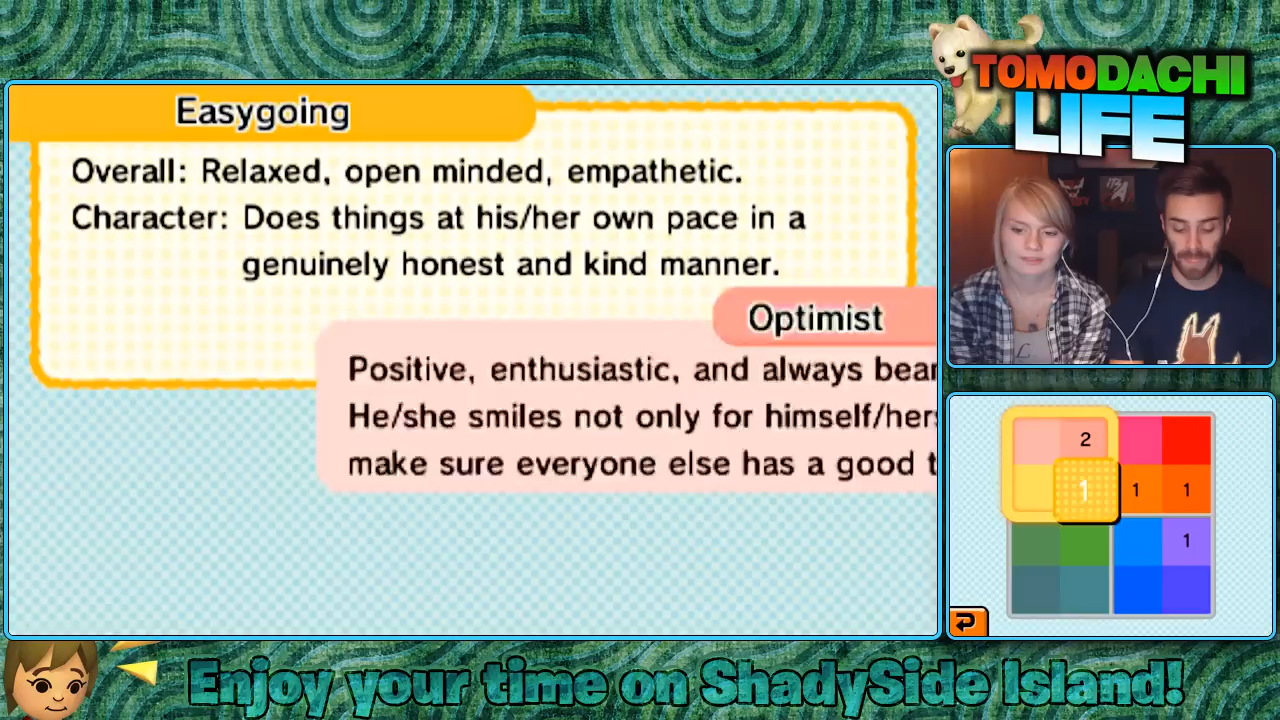 TOMODACHI
LIFE
Easygoing
Overall: Relaxed, open minded, empathetic.
Character: Does things at his/her own pace in a
genuinely honest and kind manner.
Optimist
Positive, enthusiastic, and always bear
He/she smiles not only for himself/hers
make sure everyone else has a good t
2
1 1 1
1
Enjoy your time on ShadySide Island!